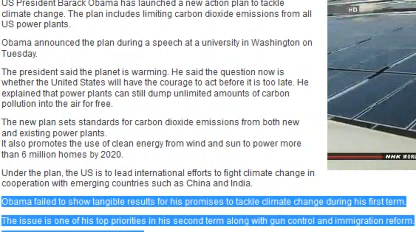 US President Barack Obama has launched a new action plan to tackle
climate change. The plan includes limiting carbon dioxide emissions from all
US power plants.
Obama announced the plan during a speech at a university in Washington on
Tuesday.
The president said the planet is warming. He said the question now is
whether the United States will have the courage to act before it is too late. He
explained that power plants can still dump unlimited amounts of carbon
pollution into the air for free.
The new plan sets standards for carbon dioxide emissions from both new
and existing power plants.
It also promotes the use of clean energy from wind and sun to power more
than 6 million homes by 2020.
Under the plan, the US is to lead international efforts to fight climate change in
cooperation with emerging countries such as China and India.
Obama failed to show tangible results for his promises to tackle climate change during his first term.
The issue is one of his top priorities in his second term along with gun control and immigration reform.
HD
NHK WORLD